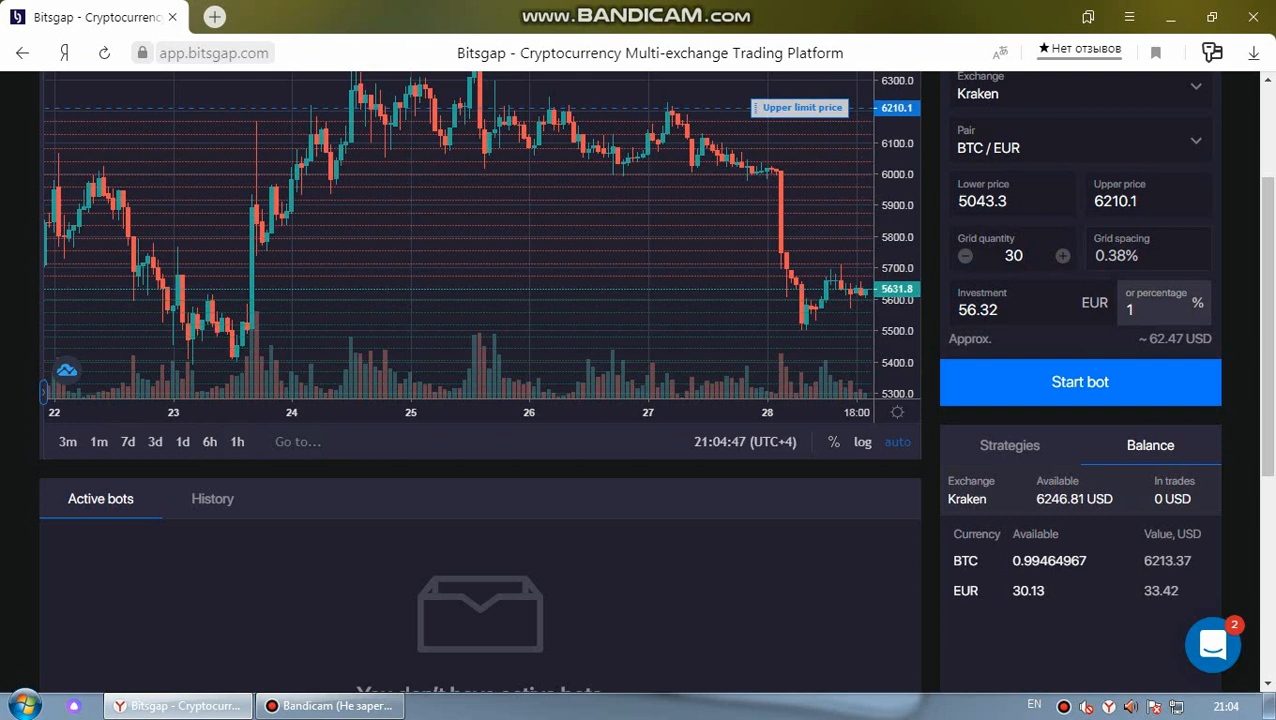 Bitsgap - Cryptocurrency
www.BANDICAM.com
app.bitsgap.com
Bitsgap - Cryptocurrency Multi-exchange Trading Platform
★ Нет отзывов
6300.0
Upper limit price
6210.1
6100.0
6000.0
5900.0
5800.0
5700.0
5631.8
5600.0
5500.0
5400.0
5300.0
22 23 24 25 26 27 28 18:00
3m 1m 7d 3d 1d 6h 1h Go to... 21:04:47 (UTC+4) % log auto
Exchange
Kraken
Pair
BTC / EUR
Lower price Upper price
5043.3 6210.1
Grid quantity Grid spacing
30 0.38%
Investment or percentage
56.32 EUR 1 %
Approx. ~ 62.47 USD
Start bot
Strategies Balance
Exchange Available In trades
Kraken 6246.81 USD 0 USD
Currency Available Value, USD
BTC 0.99464967 6213.37
EUR 30.13 33.42
Active bots History
You don't have active bots
2
Bitsgap - Cryptocurr...
Bandicam (Не зарег...
EN
21:04